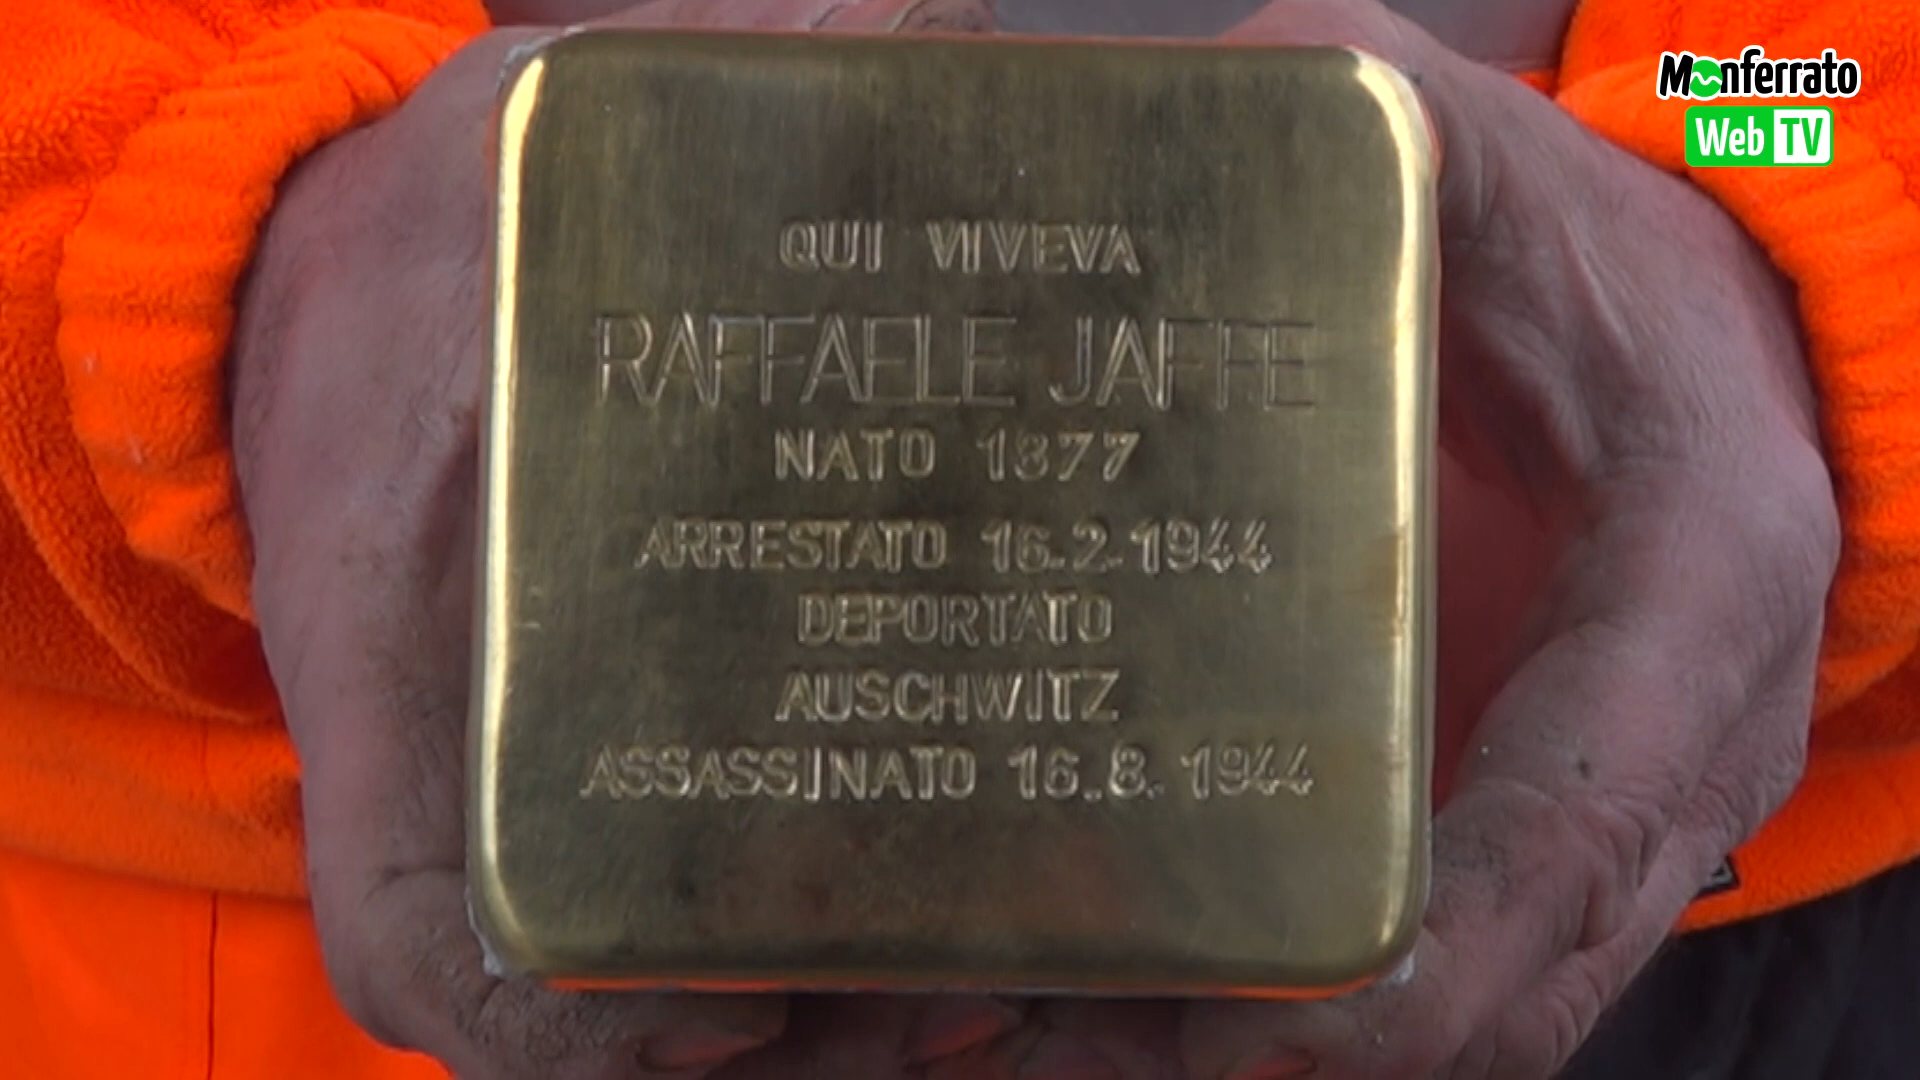 Monferrato
Web TV
QUI VIVEVA
RAFFAELE JAFFE
NATO 1877
ARRESTATO 16.2.1944
DEPORTATO
AUSCHWITZ
ASSASSINATO 16.8.1944